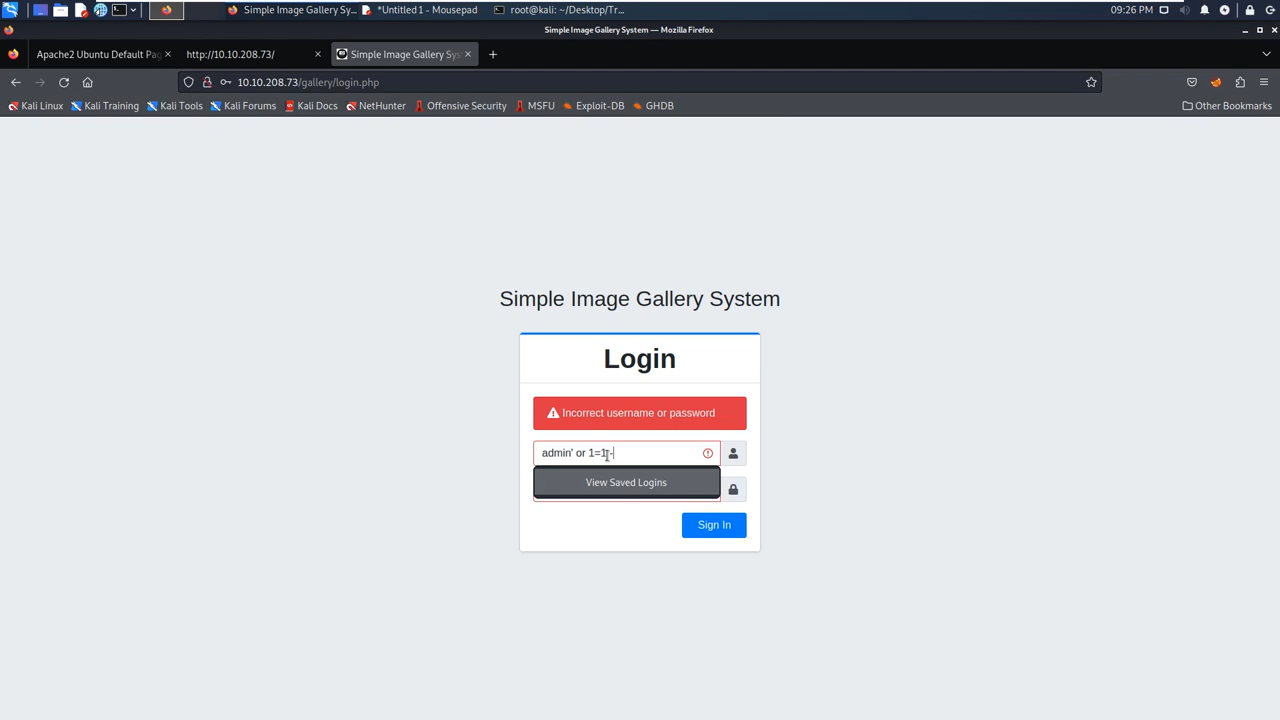 Simple Image Gallery Sy...
*Untitled 1 - Mousepad
root@kali: ~/Desktop/Tr...
09:26 PM
Simple Image Gallery System — Mozilla Firefox
Apache2 Ubuntu Default Pag
http://10.10.208.73/
Simple Image Gallery Sys
10.10.208.73/gallery/login.php
Kali Linux
Kali Training
Kali Tools
Kali Forums
Kali Docs
NetHunter
Offensive Security
MSFU
Exploit-DB
GHDB
Other Bookmarks
Simple Image Gallery System
Login
Incorrect username or password
admin' or 1=1-
View Saved Logins
Sign In